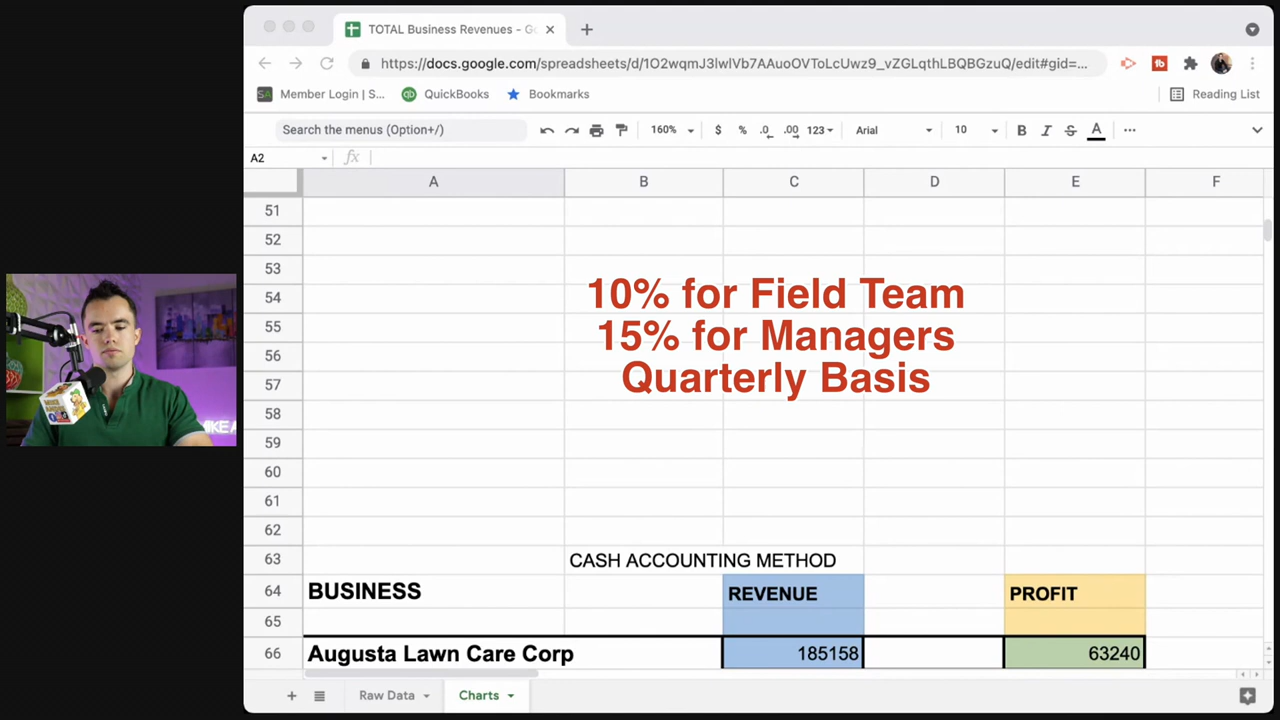 TOTAL Business Revenues - Go
https://docs.google.com/spreadsheets/d/1O2wqmJ3lwlVb7AAuoOVToLcUwz9_vZGLqthLBQBGzuQ/edit#gid=...
Member Login | S... QuickBooks Bookmarks Reading List
Search the menus (Option+/) 160% $ % .0 .00 123 Arial 10 B I S A
A2 fx
A B C D E F
51
52
53
54
55
56
57
58
59
60
61
62
10% for Field Team
15% for Managers
Quarterly Basis
63 CASH ACCOUNTING METHOD
64 BUSINESS REVENUE PROFIT
65
66 Augusta Lawn Care Corp 185158 63240
Raw Data Charts